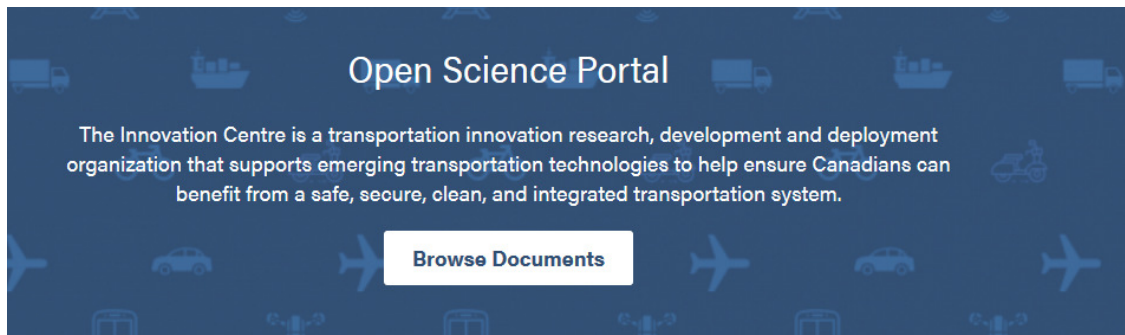 Open Science Portal
The Innovation Centre is a transportation innovation research, development and deployment
organization that supports emerging transportation technologies to help ensure Canadians can
benefit from a safe, secure, clean, and integrated transportation system.
Browse Documents